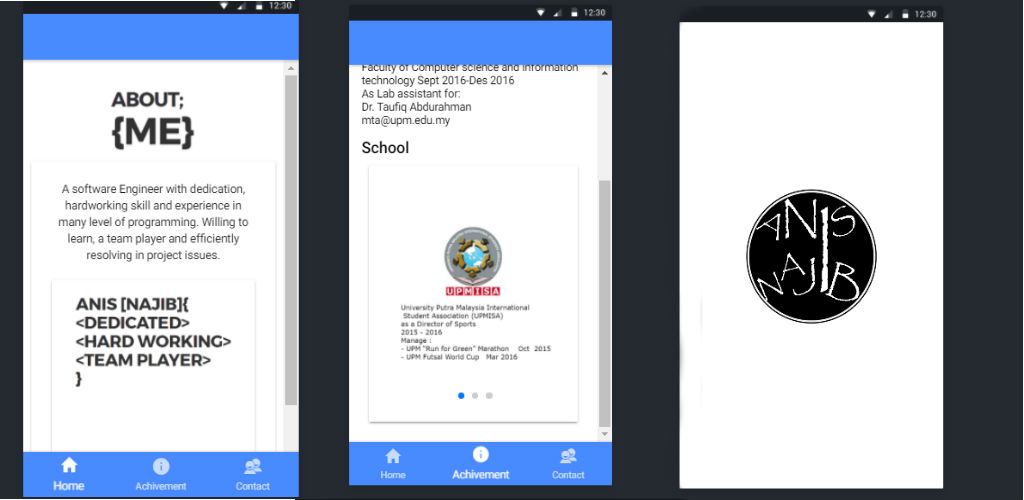 12:30
ABOUT;
{ME}
A software Engineer with dedication,
hardworking skill and experience in
many level of programming. Willing to
learn, a team player and efficiently
resolving in project issues.
ANIS [NAJIB]{
<DEDICATED>
<HARD WORKING>
<TEAM PLAYER>
}
Home
Achivement
Contact
12:30
Faculty of Computer science and information
technology Sept 2016-Des 2016
As Lab assistant for:
Dr. Taufiq Abdurahman
mta@upm.edu.my
School
UPMISA
University Putra Malaysia International
Student Association (UPMISA)
as a Director of Sports
2015 - 2016
Manage :
- UPM "Run for Green" Marathon Oct 2015
- UPM Futsal World Cup Mar 2016
Home
Achivement
Contact
12:30
ANIS
NAJIB